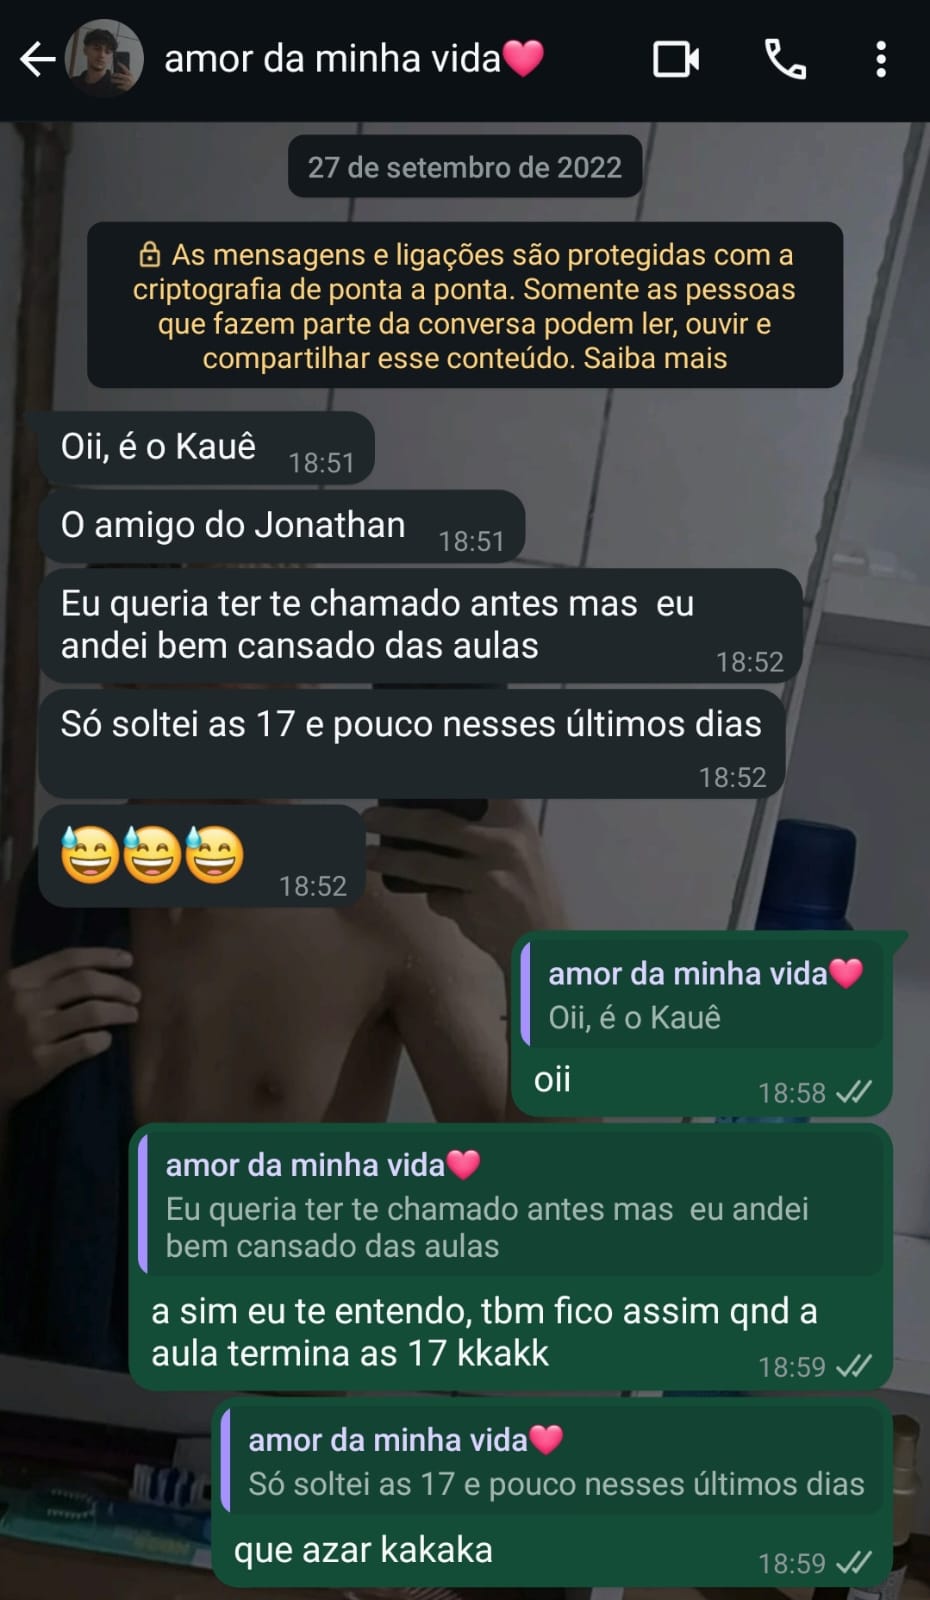 amor da minha vida❤️
27 de setembro de 2022
🔒 As mensagens e ligações são protegidas com a
criptografia de ponta a ponta. Somente as pessoas
que fazem parte da conversa podem ler, ouvir e
compartilhar esse conteúdo. Saiba mais
Oii, é o Kauê 18:51
O amigo do Jonathan 18:51
Eu queria ter te chamado antes mas  eu
andei bem cansado das aulas 18:52
Só soltei as 17 e pouco nesses últimos dias
18:52
😅😅😅 18:52
amor da minha vida❤️
Oii, é o Kauê
oii 18:58
amor da minha vida❤️
Eu queria ter te chamado antes mas  eu andei
bem cansado das aulas
a sim eu te entendo, tbm fico assim qnd a
aula termina as 17 kkakk 18:59
amor da minha vida❤️
Só soltei as 17 e pouco nesses últimos dias
que azar kakaka 18:59